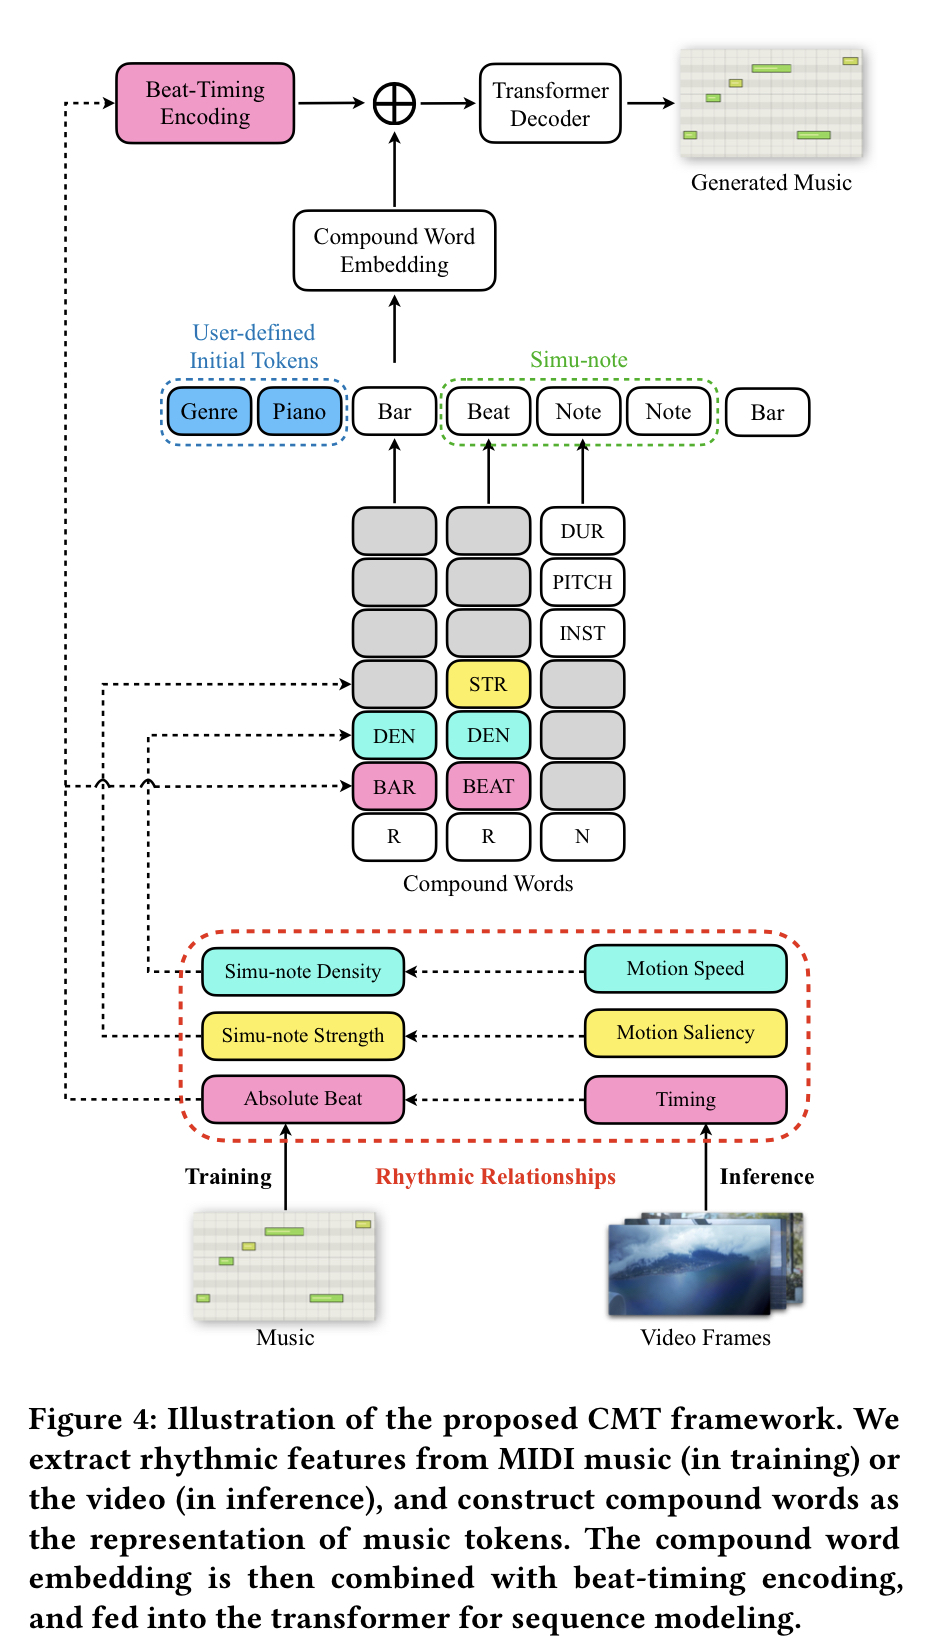 Beat-Timing
Encoding
Transformer
Decoder
Generated Music
Compound Word
Embedding
User-defined
Initial Tokens
Simu-note
Genre
Piano
Bar
Beat
Note
Note
Bar
DUR
PITCH
INST
STR
DEN
DEN
BAR
BEAT
R
R
N
Compound Words
Simu-note Density
Motion Speed
Simu-note Strength
Motion Saliency
Absolute Beat
Timing
Training
Rhythmic Relationships
Inference
Music
Video Frames
Figure 4: Illustration of the proposed CMT framework. We
extract rhythmic features from MIDI music (in training) or
the video (in inference), and construct compound words as
the representation of music tokens. The compound word
embedding is then combined with beat-timing encoding,
and fed into the transformer for sequence modeling.